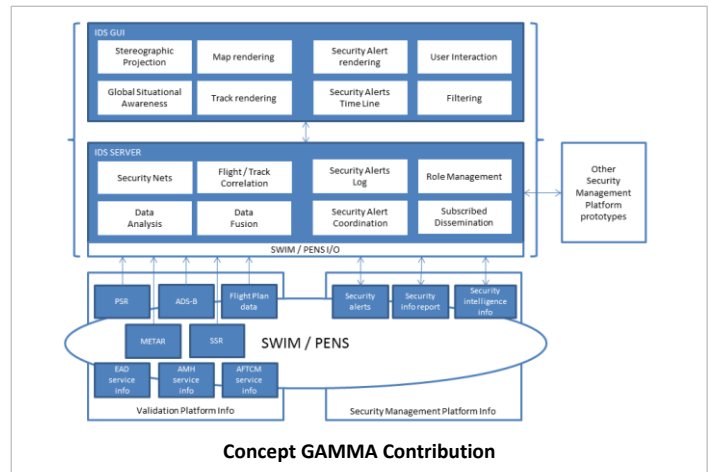 IDS GUI
Stereographic
Projection
Map rendering
Security Alert
rendering
User Interaction
Global Situational
Awareness
Track rendering
Security Alerts
Time Line
Filtering
IDS SERVER
Security Nets
Flight / Track
Correlation
Security Alerts
Log
Role Management
Data
Analysis
Data
Fusion
Security Alert
Coordination
Subscribed
Dissemination
SWIM / PENS I/O
Other
Security
Management
Platform
prototypes
PSR
ADS-B
Flight Plan
data
Security
alerts
Security
info report
Security
intelligence
info
METAR
SSR
SWIM / PENS
EAD
service
info
AMH
service
info
AFTCM
service
info
Validation Platform Info
Security Management Platform Info
Concept GAMMA Contribution